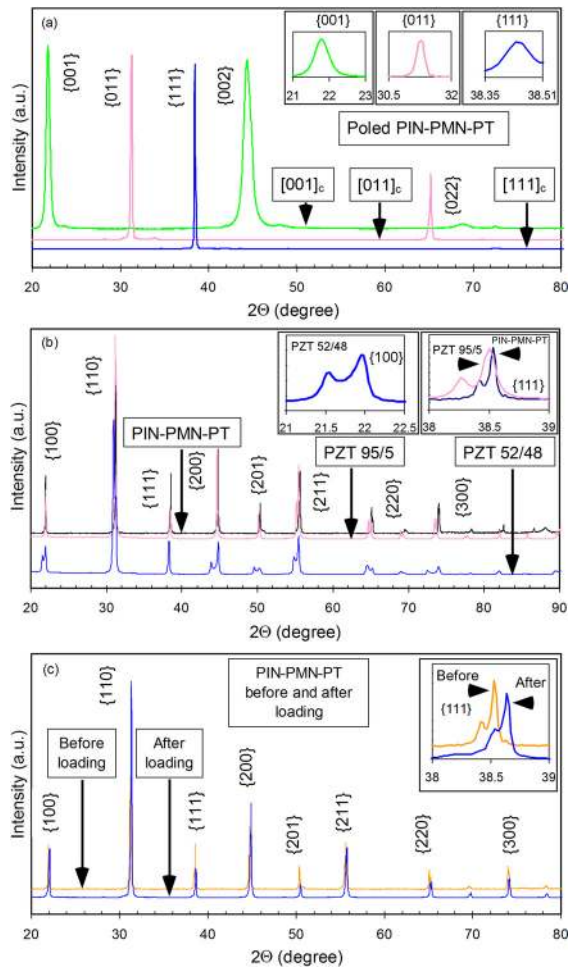 (a)
{001}
{011}
{111}
{002}
{001}
{011}
{111}
21 22 23
30.5 32
38.35 38.51
Poled PIN-PMN-PT
[001]c
[011]c
{022}
[111]c
Intensity (a.u.)
20 30 40 50 60 70 80
2Θ (degree)
(b)
{100}
{110}
PIN-PMN-PT
{111}
{200}
{201}
{211}
PZT 95/5
{220}
{300}
PZT 52/48
PZT 52/48
{100}
21 21.5 22 22.5
PZT 95/5
PIN-PMN-PT
{111}
38 38.5 39
Intensity (a.u.)
20 30 40 50 60 70 80 90
2Θ (degree)
(c)
{110}
PIN-PMN-PT
before and after
loading
Before
After
{111}
38 38.5 39
Before
loading
After
loading
{100}
{111}
{200}
{201}
{211}
{220}
{300}
Intensity (a.u.)
20 30 40 50 60 70 80
2Θ (degree)